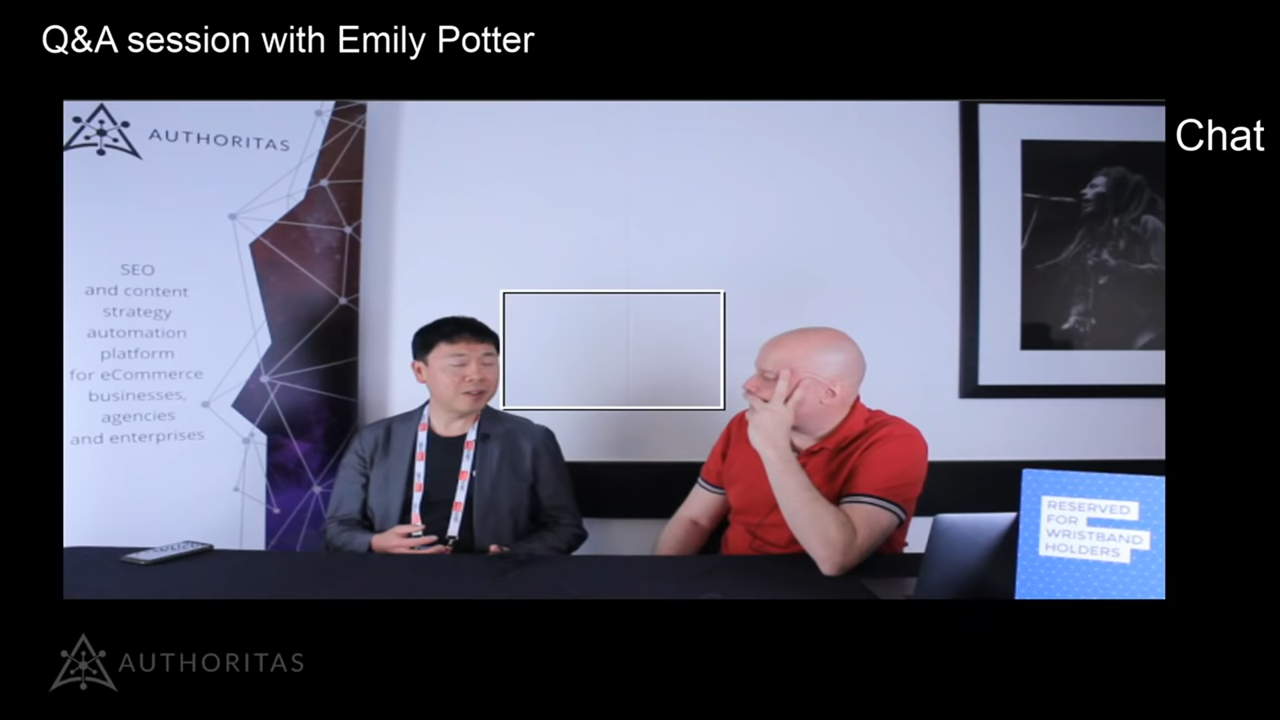 Q&A session with Emily Potter
AUTHORITAS
Chat
SEO
and content
strategy
automation
platform
for eCommerce
businesses,
agencies
and enterprises
RESERVED
FOR
WRISTBAND
HOLDERS
AUTHORITAS